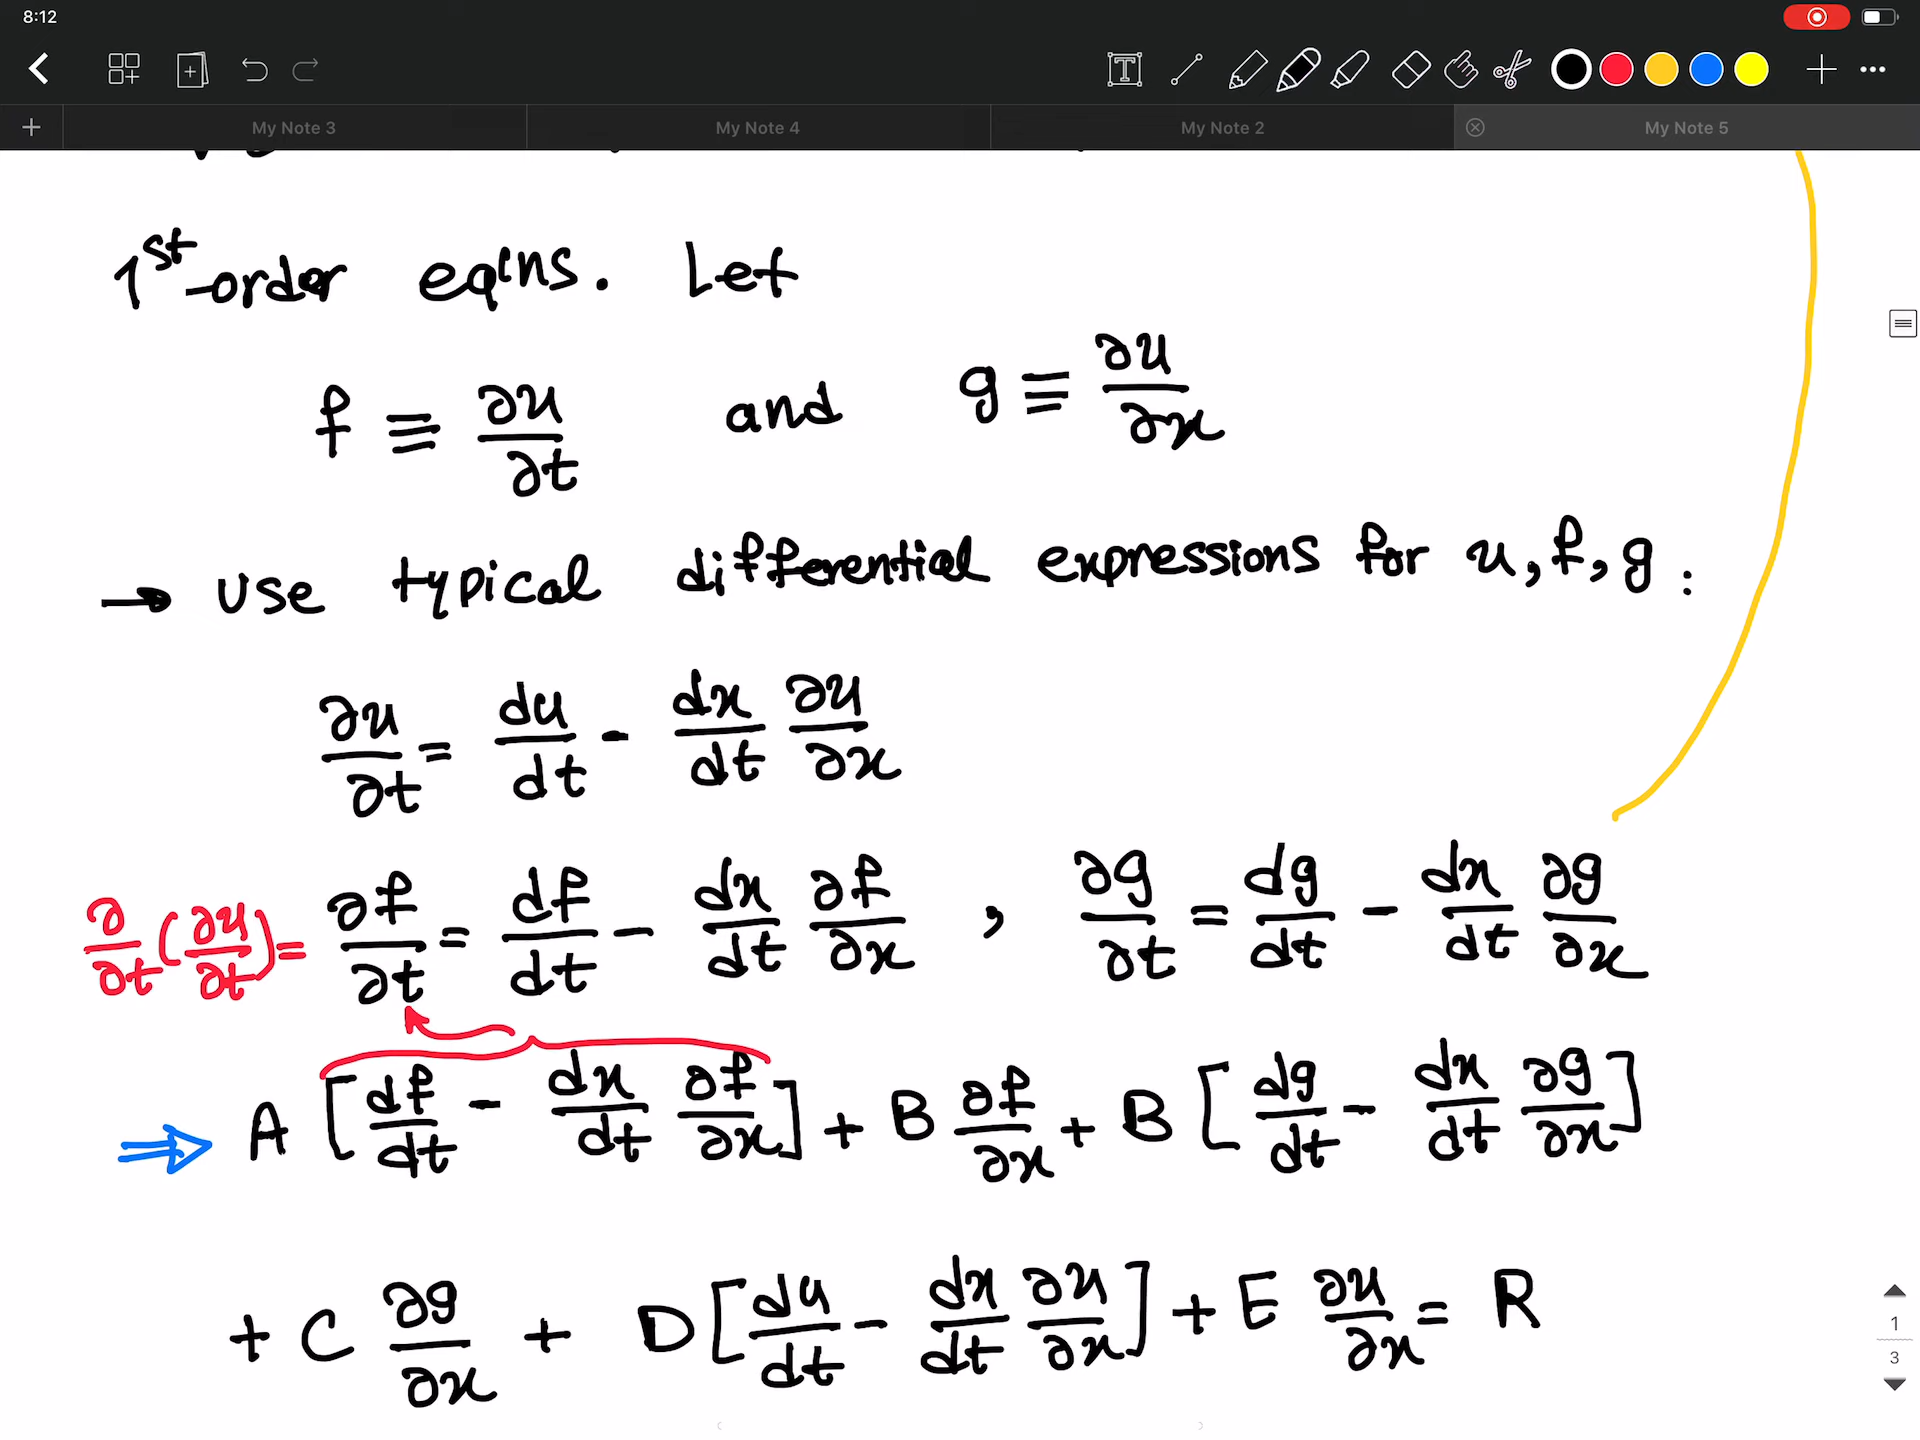 8:12
My Note 3 My Note 4 My Note 2 My Note 5
1st-order eqtns. Let
f ≡ ∂u/∂t and g ≡ ∂u/∂x
→ Use typical differential expressions for u, f, g :
∂u/∂t = du/dt - dx/dt ∂u/∂x
∂/∂t (∂u/∂t) = ∂f/∂t = df/dt - dx/dt ∂f/∂x , ∂g/∂t = dg/dt - dx/dt ∂g/∂x
⇒ A [df/dt - dx/dt ∂f/∂x] + B ∂f/∂x + B [dg/dt - dx/dt ∂g/∂x]
+ C ∂g/∂x + D [du/dt - dx/dt ∂u/∂x] + E ∂u/∂x = R
1
3